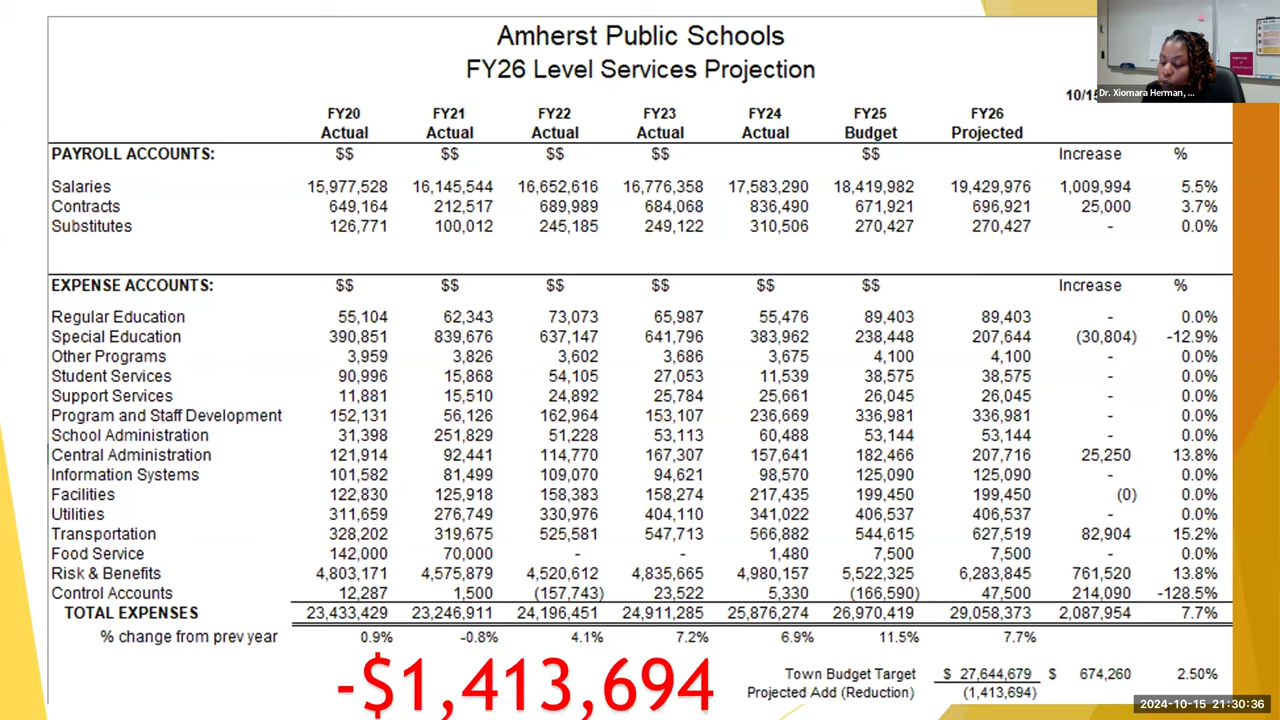 Amherst Public Schools
FY26 Level Services Projection
Dr. Xiomara Herman, ...
10/15
FY20 FY21 FY22 FY23 FY24 FY25 FY26
Actual Actual Actual Actual Actual Budget Projected
PAYROLL ACCOUNTS: $$ $$ $$ $$ $$ Increase %
Salaries 15,977,528 16,145,544 16,652,616 16,776,358 17,583,290 18,419,982 19,429,976 1,009,994 5.5%
Contracts 649,164 212,517 689,989 684,068 836,490 671,921 696,921 25,000 3.7%
Substitutes 126,771 100,012 245,185 249,122 310,506 270,427 270,427 - 0.0%
EXPENSE ACCOUNTS: $$ $$ $$ $$ $$ $$ Increase %
Regular Education 55,104 62,343 73,073 65,987 55,476 89,403 89,403 - 0.0%
Special Education 390,851 839,676 637,147 641,796 383,962 238,448 207,644 (30,804) -12.9%
Other Programs 3,959 3,826 3,602 3,686 3,675 4,100 4,100 - 0.0%
Student Services 90,996 15,868 54,105 27,053 11,539 38,575 38,575 - 0.0%
Support Services 11,881 15,510 24,892 25,784 25,661 26,045 26,045 - 0.0%
Program and Staff Development 152,131 56,126 162,964 153,107 236,669 336,981 336,981 - 0.0%
School Administration 31,398 251,829 51,228 53,113 60,488 53,144 53,144 - 0.0%
Central Administration 121,914 92,441 114,770 167,307 157,641 182,466 207,716 25,250 13.8%
Information Systems 101,582 81,499 109,070 94,621 98,570 125,090 125,090 - 0.0%
Facilities 122,830 125,918 158,383 158,274 217,435 199,450 199,450 (0) 0.0%
Utilities 311,659 276,749 330,976 404,110 341,022 406,537 406,537 - 0.0%
Transportation 328,202 319,675 525,581 547,713 566,882 544,615 627,519 82,904 15.2%
Food Service 142,000 70,000 - - 1,480 7,500 7,500 - 0.0%
Risk & Benefits 4,803,171 4,575,879 4,520,612 4,835,665 4,980,157 5,522,325 6,283,845 761,520 13.8%
Control Accounts 12,287 1,500 (157,743) 23,522 5,330 (166,590) 47,500 214,090 -128.5%
TOTAL EXPENSES 23,433,429 23,246,911 24,196,451 24,911,285 25,876,274 26,970,419 29,058,373 2,087,954 7.7%
% change from prev year 0.9% -0.8% 4.1% 7.2% 6.9% 11.5% 7.7%
-$1,413,694
Town Budget Target $ 27,644,679 $ 674,260 2.50%
Projected Add (Reduction) (1,413,694)
2024-10-15 21:30:36